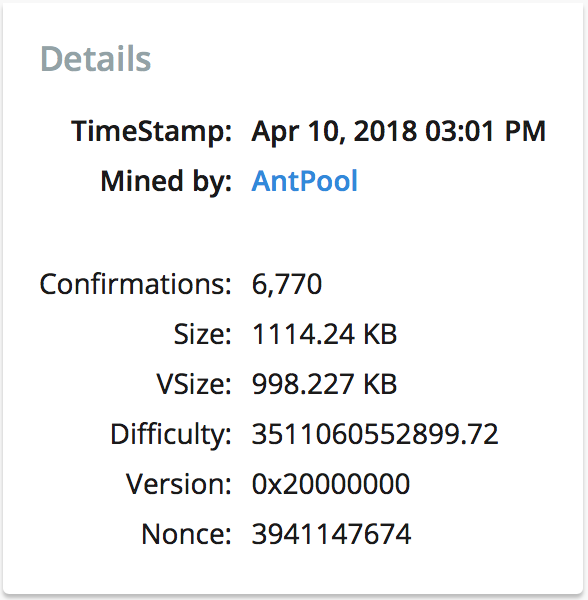 Details
TimeStamp: Apr 10, 2018 03:01 PM
Mined by: AntPool
Confirmations: 6,770
Size: 1114.24 KB
VSize: 998.227 KB
Difficulty: 3511060552899.72
Version: 0x20000000
Nonce: 3941147674